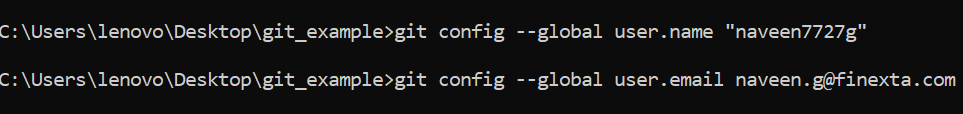 C:\Users\lenovo\Desktop\git_example>git config --global user.name "naveen7727g"
C:\Users\lenovo\Desktop\git_example>git config --global user.email naveen.g@finexta.com